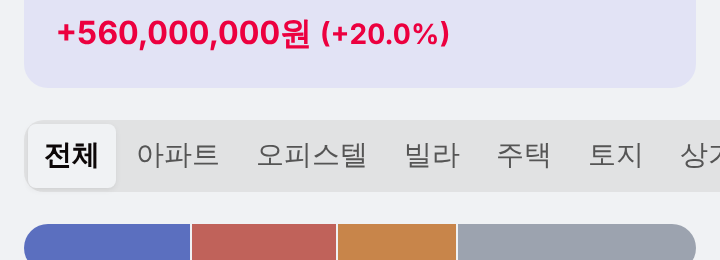 +560,000,000원 (+20.0%)
전체 아파트 오피스텔 빌라 주택 토지